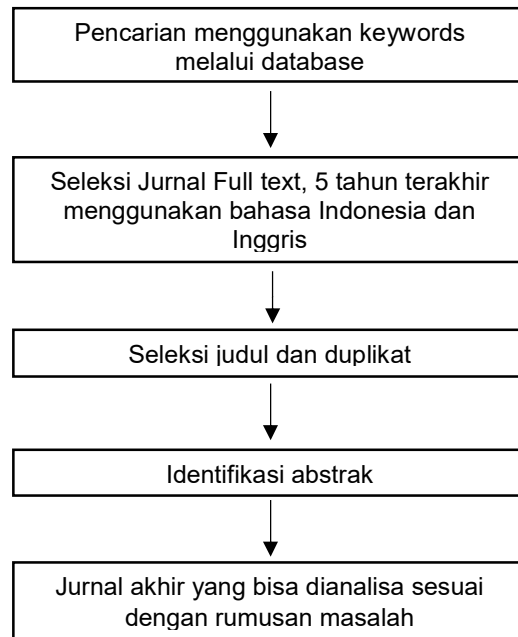 Pencarian menggunakan keywords
melalui database
Seleksi Jurnal Full text, 5 tahun terakhir
menggunakan bahasa Indonesia dan
Inggris
Seleksi judul dan duplikat
Identifikasi abstrak
Jurnal akhir yang bisa dianalisa sesuai
dengan rumusan masalah